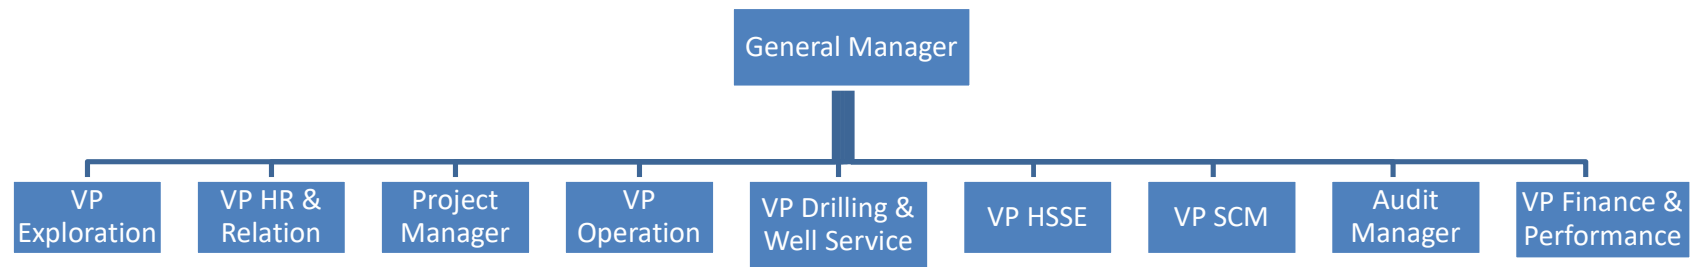 General Manager
VP
Exploration
VP HR &
Relation
Project
Manager
VP
Operation
VP Drilling &
Well Service
VP HSSE
VP SCM
Audit
Manager
VP Finance &
Performance